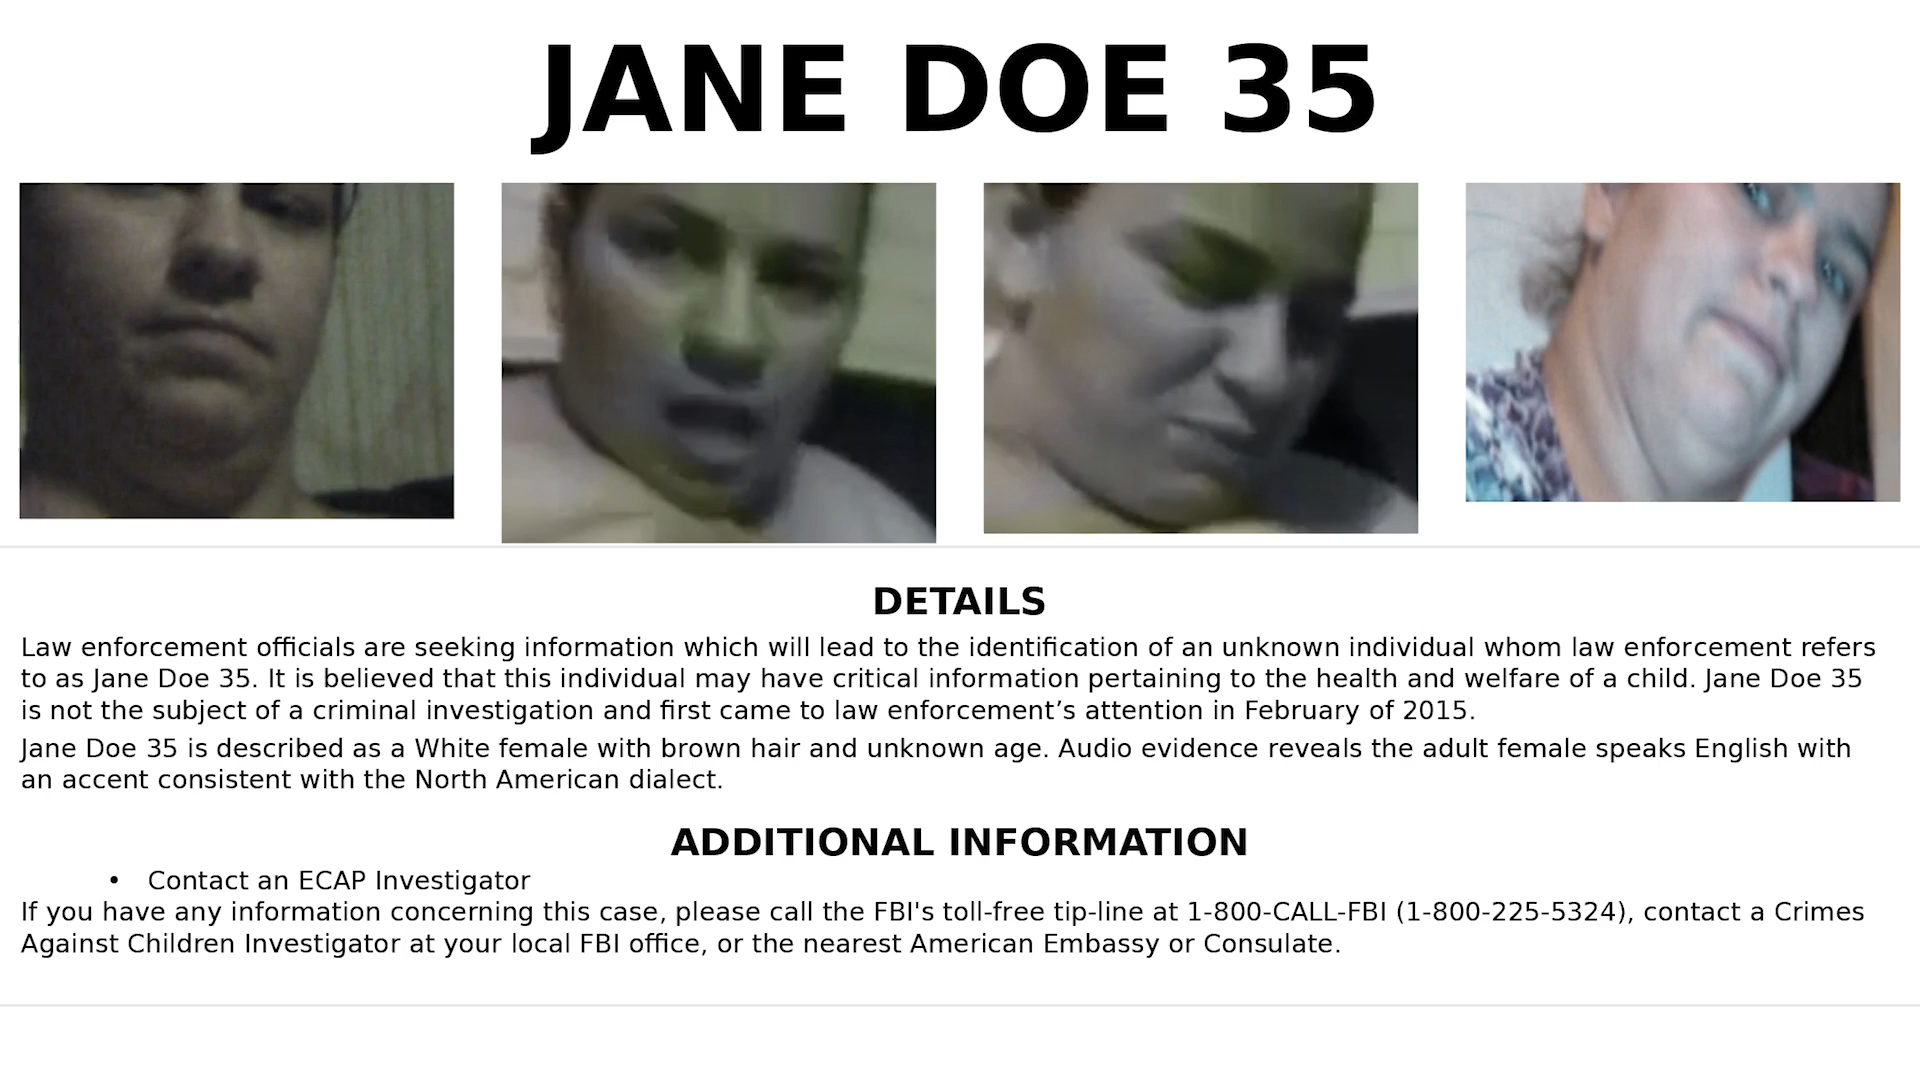 JANE DOE 35
DETAILS
Law enforcement officials are seeking information which will lead to the identification of an unknown individual whom law enforcement refers
to as Jane Doe 35. It is believed that this individual may have critical information pertaining to the health and welfare of a child. Jane Doe 35
is not the subject of a criminal investigation and first came to law enforcement’s attention in February of 2015.
Jane Doe 35 is described as a White female with brown hair and unknown age. Audio evidence reveals the adult female speaks English with
an accent consistent with the North American dialect.
ADDITIONAL INFORMATION
• Contact an ECAP Investigator
If you have any information concerning this case, please call the FBI's toll-free tip-line at 1-800-CALL-FBI (1-800-225-5324), contact a Crimes
Against Children Investigator at your local FBI office, or the nearest American Embassy or Consulate.